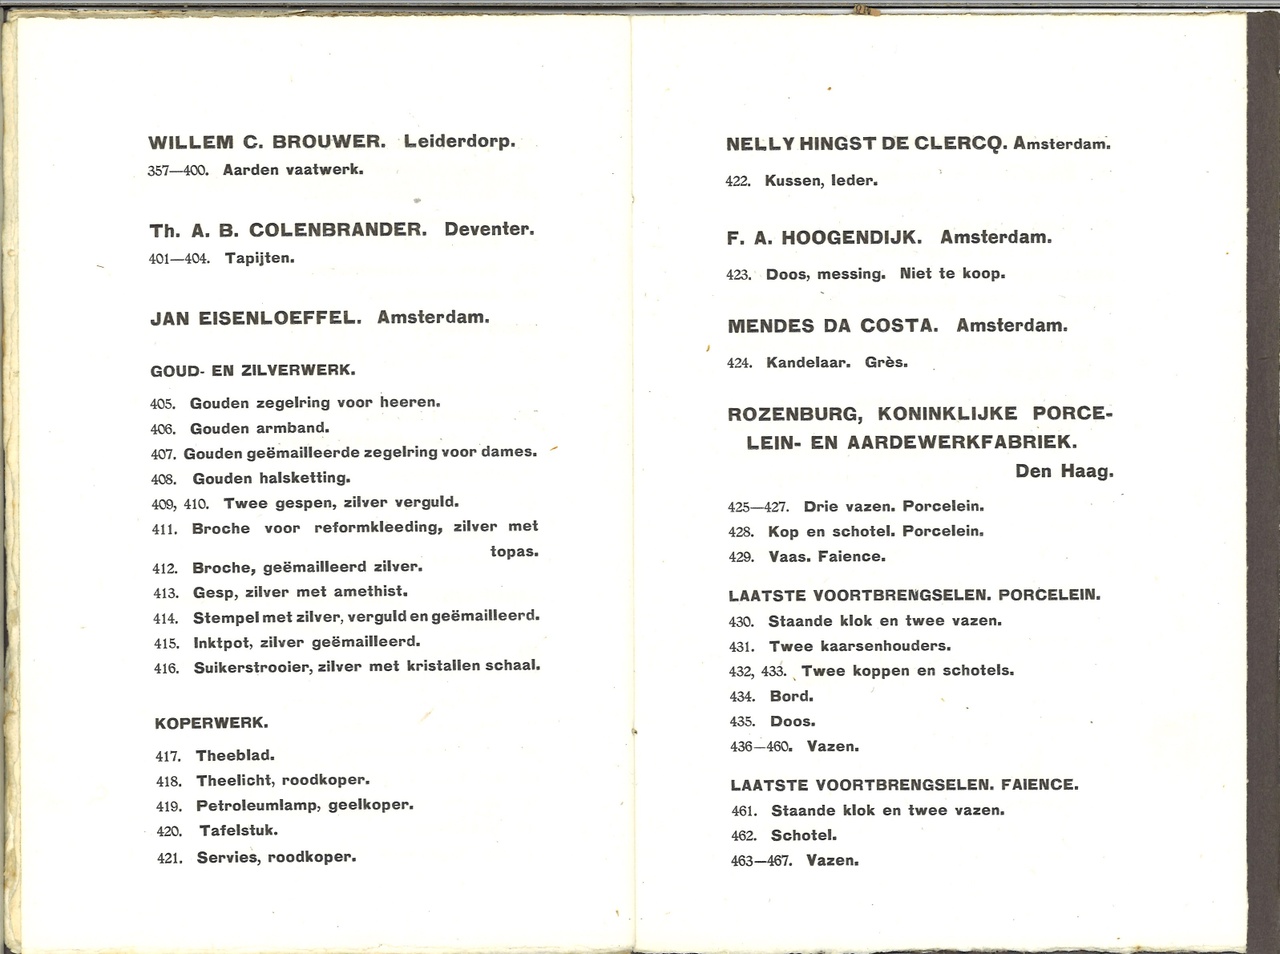 WILLEM C. BROUWER. Leiderdorp.
357—400. Aarden vaatwerk.
Th. A. B. COLENBRANDER. Deventer.
401—404. Tapijten.
JAN EISENLOEFFEL. Amsterdam.
GOUD- EN ZILVERWERK.
405. Gouden zegelring voor heeren.
406. Gouden armband.
407. Gouden geëmailleerde zegelring voor dames.
408. Gouden halsketting.
409, 410. Twee gespen, zilver verguld.
411. Broche voor reformkleeding, zilver met
topas.
412. Broche, geëmailleerd zilver.
413. Gesp, zilver met amethist.
414. Stempel met zilver, verguld en geëmailleerd.
415. Inktpot, zilver geëmailleerd.
416. Suikerstrooier, zilver met kristallen schaal.
KOPERWERK.
417. Theeblad.
418. Theelicht, roodkoper.
419. Petroleumlamp, geelkoper.
420. Tafelstuk.
421. Servies, roodkoper.
NELLY HINGST DE CLERCQ. Amsterdam.
422. Kussen, leder.
F. A. HOOGENDIJK. Amsterdam.
423. Doos, messing. Niet te koop.
MENDES DA COSTA. Amsterdam.
424. Kandelaar. Grès.
ROZENBURG, KONINKLIJKE PORCE-
LEIN- EN AARDEWERKFABRIEK.
Den Haag.
425—427. Drie vazen. Porcelein.
428. Kop en schotel. Porcelein.
429. Vaas. Faience.
LAATSTE VOORTBRENGSELEN. PORCELEIN.
430. Staande klok en twee vazen.
431. Twee kaarsenhouders.
432, 433. Twee koppen en schotels.
434. Bord.
435. Doos.
436—460. Vazen.
LAATSTE VOORTBRENGSELEN. FAIENCE.
461. Staande klok en twee vazen.
462. Schotel.
463—467. Vazen.